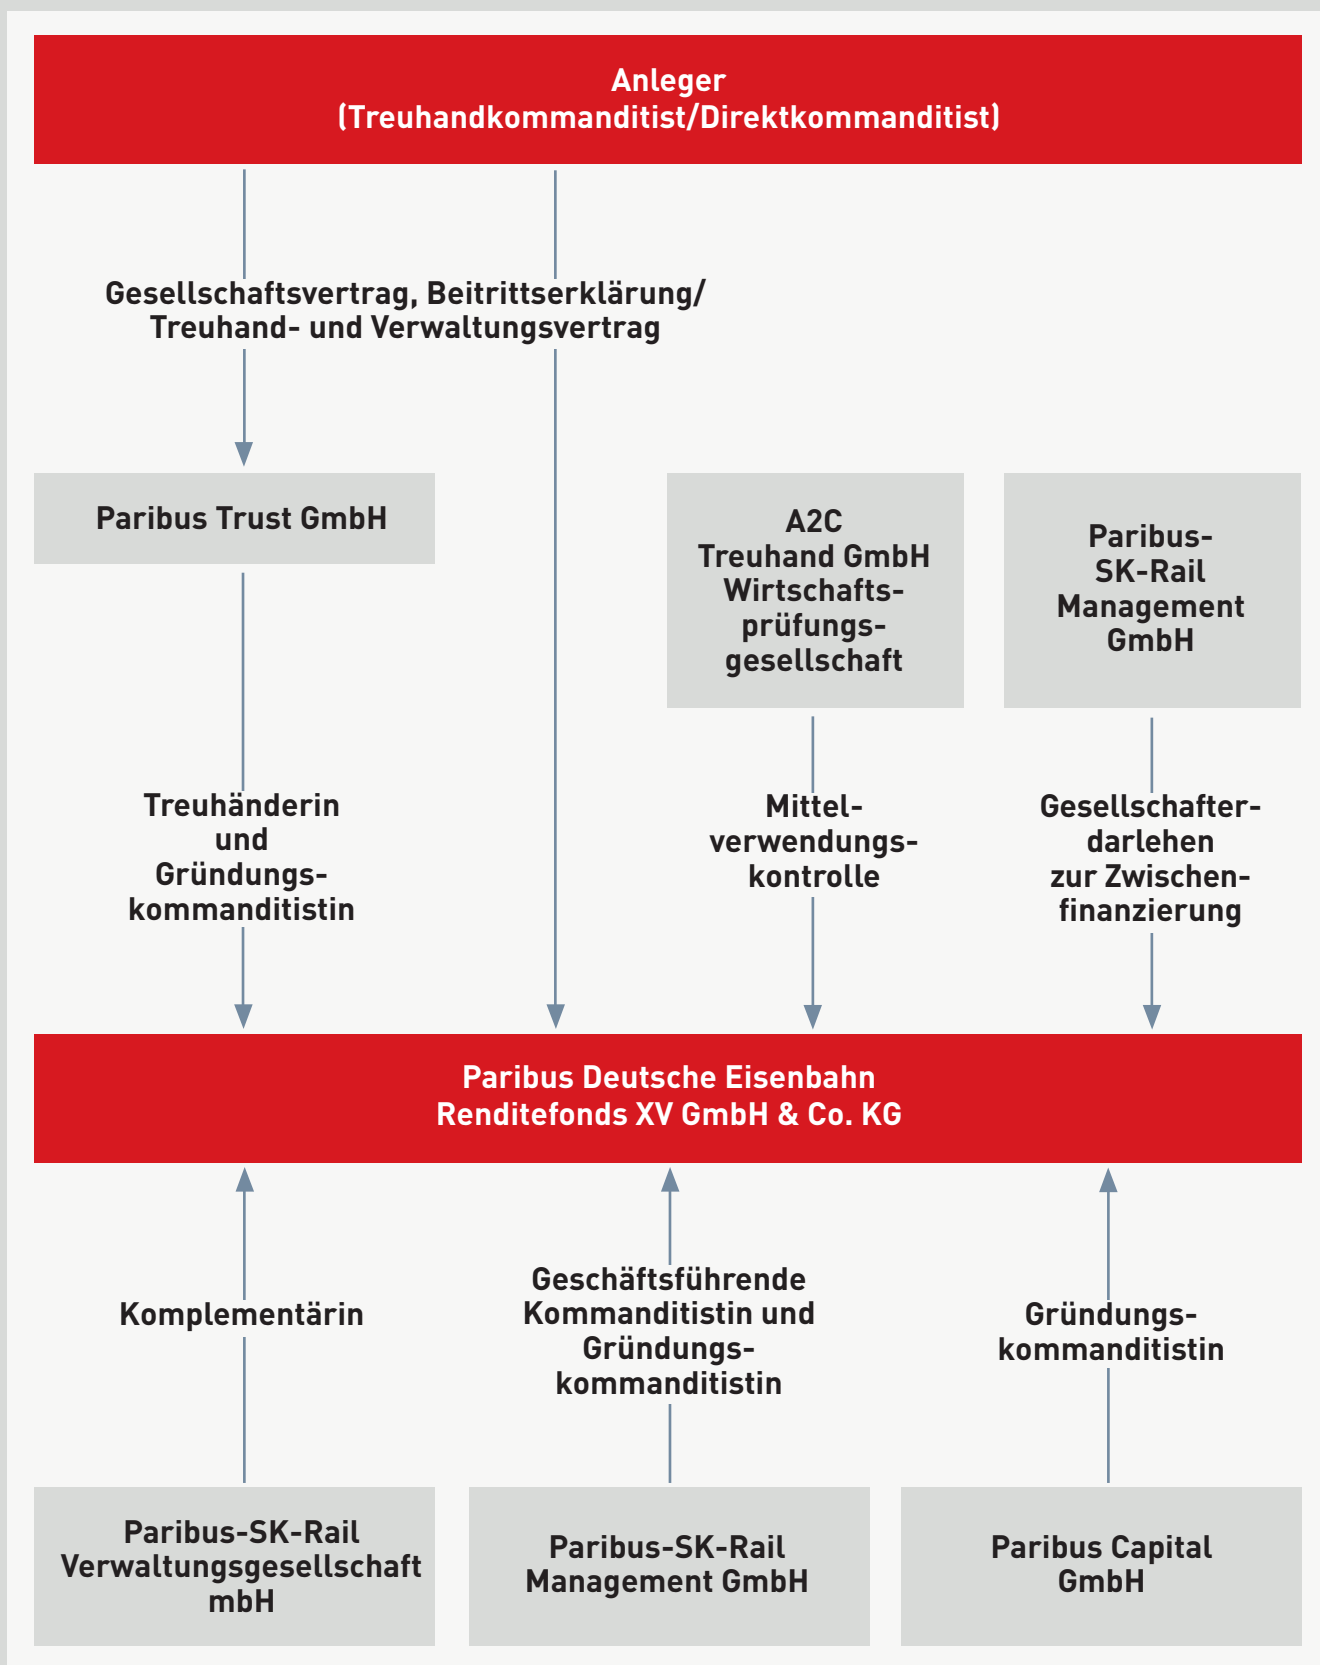 Anleger
(Treuhandkommanditist/Direktkommanditist)
Gesellschaftsvertrag, Beitrittserklärung/
Treuhand- und Verwaltungsvertrag
Paribus Trust GmbH
A2C
Treuhand GmbH
Wirtschafts-
prüfungs-
gesellschaft
Paribus-
SK-Rail
Management
GmbH
Treuhänderin
und
Gründungs-
kommanditistin
Mittel-
verwendungs-
kontrolle
Gesellschafter-
darlehen
zur Zwischen-
finanzierung
Paribus Deutsche Eisenbahn
Renditefonds XV GmbH & Co. KG
Komplementärin
Geschäftsführende
Kommanditistin und
Gründungs-
kommanditistin
Gründungs-
kommanditistin
Paribus-SK-Rail
Verwaltungsgesellschaft
mbH
Paribus-SK-Rail
Management GmbH
Paribus Capital
GmbH